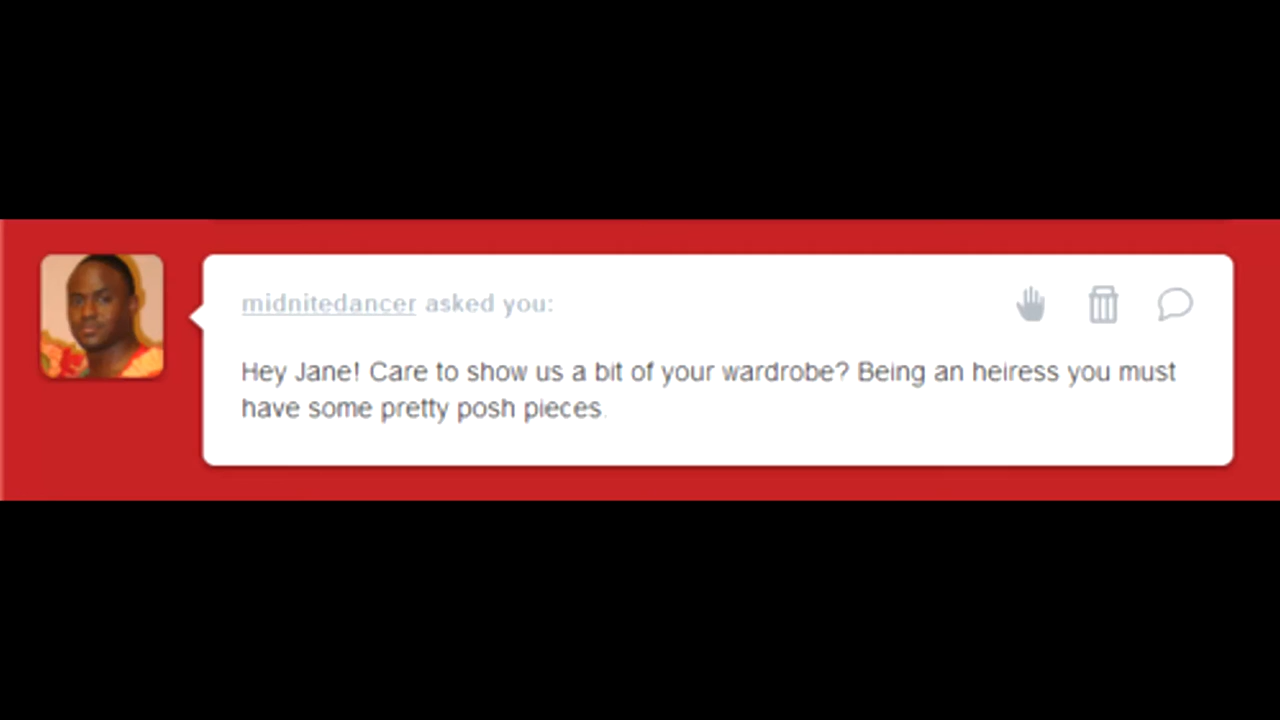 midnitedancer asked you:
Hey Jane! Care to show us a bit of your wardrobe? Being an heiress you must
have some pretty posh pieces.